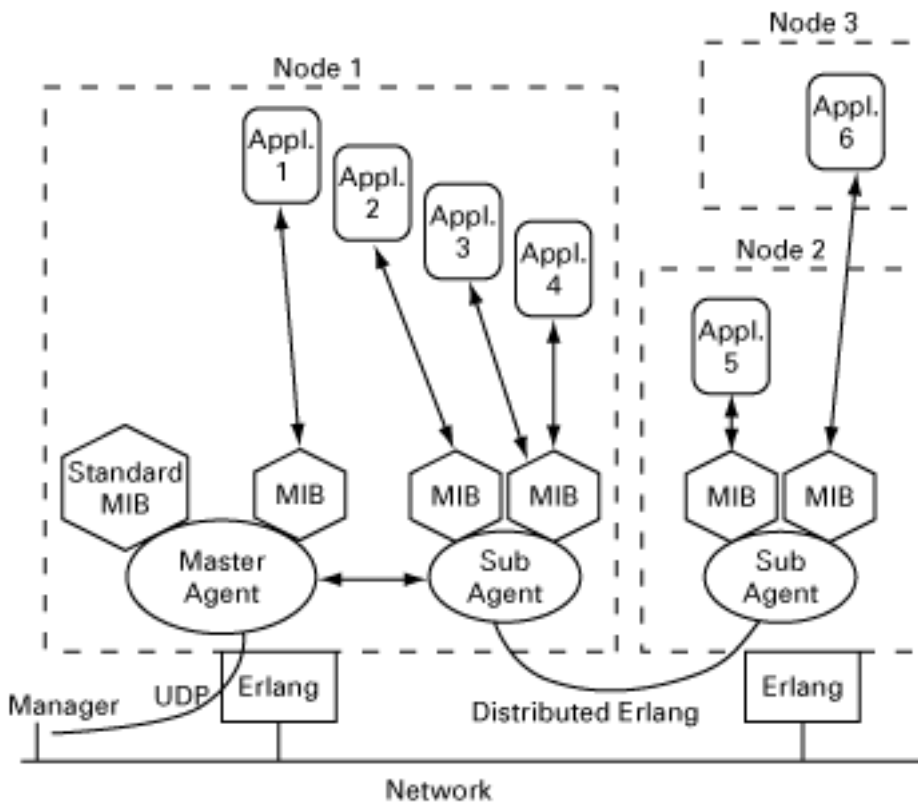 Node 3
Node 1
Appl.
6
Appl.
1
Appl.
2
Appl.
3
Appl.
4
Node 2
Appl.
5
Standard
MIB
MIB
MIB
MIB
MIB
MIB
Master
Agent
Sub
Agent
Sub
Agent
Manager
UDP
Erlang
Distributed Erlang
Erlang
Network